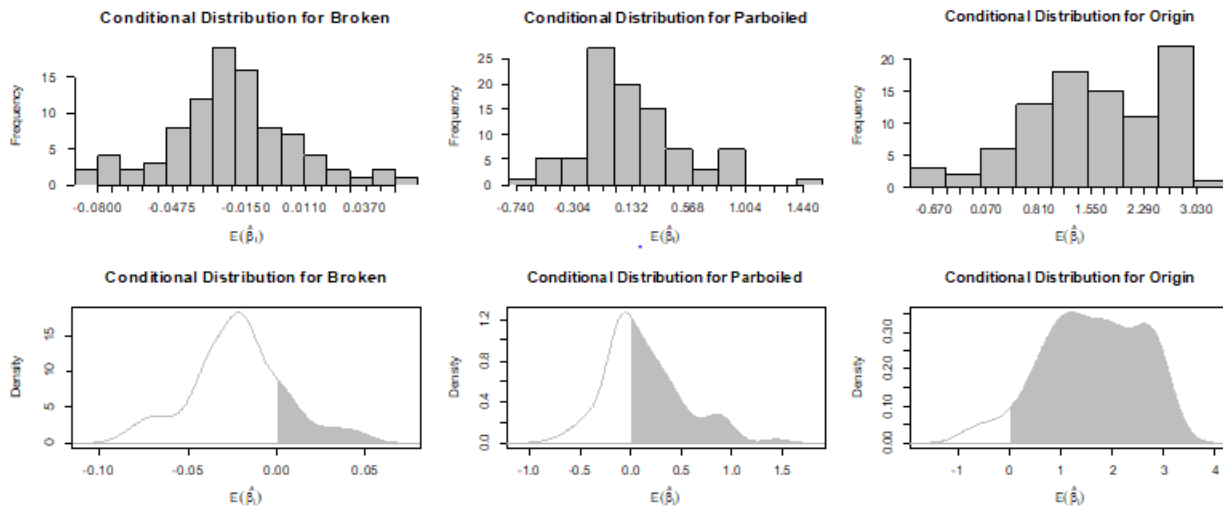 Conditional Distribution for Broken
Frequency
15
10
5
0
-0.0800 -0.0475 -0.0150 0.0110 0.0370
E(β̂ᵢ)
Conditional Distribution for Parboiled
Frequency
25
20
15
10
5
0
-0.740 -0.304 0.132 0.568 1.004 1.440
E(β̂ᵢ)
Conditional Distribution for Origin
Frequency
20
15
10
5
0
-0.670 0.070 0.810 1.550 2.290 3.030
E(β̂ᵢ)
Conditional Distribution for Broken
Density
15
10
5
0
-0.10 -0.05 0.00 0.05
E(β̂ᵢ)
Conditional Distribution for Parboiled
Density
1.2
0.8
0.4
0.0
-1.0 -0.5 0.0 0.5 1.0 1.5
E(β̂ᵢ)
Conditional Distribution for Origin
Density
0.30
0.20
0.10
0.00
-1 0 1 2 3 4
E(β̂ᵢ)